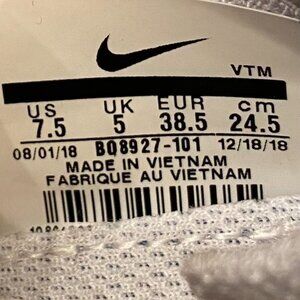 VTM
US UK EUR cm
7.5 5 38.5 24.5
08/01/18 BQ8927-101 12/18/18
MADE IN VIETNAM
FABRIQUE AU VIETNAM